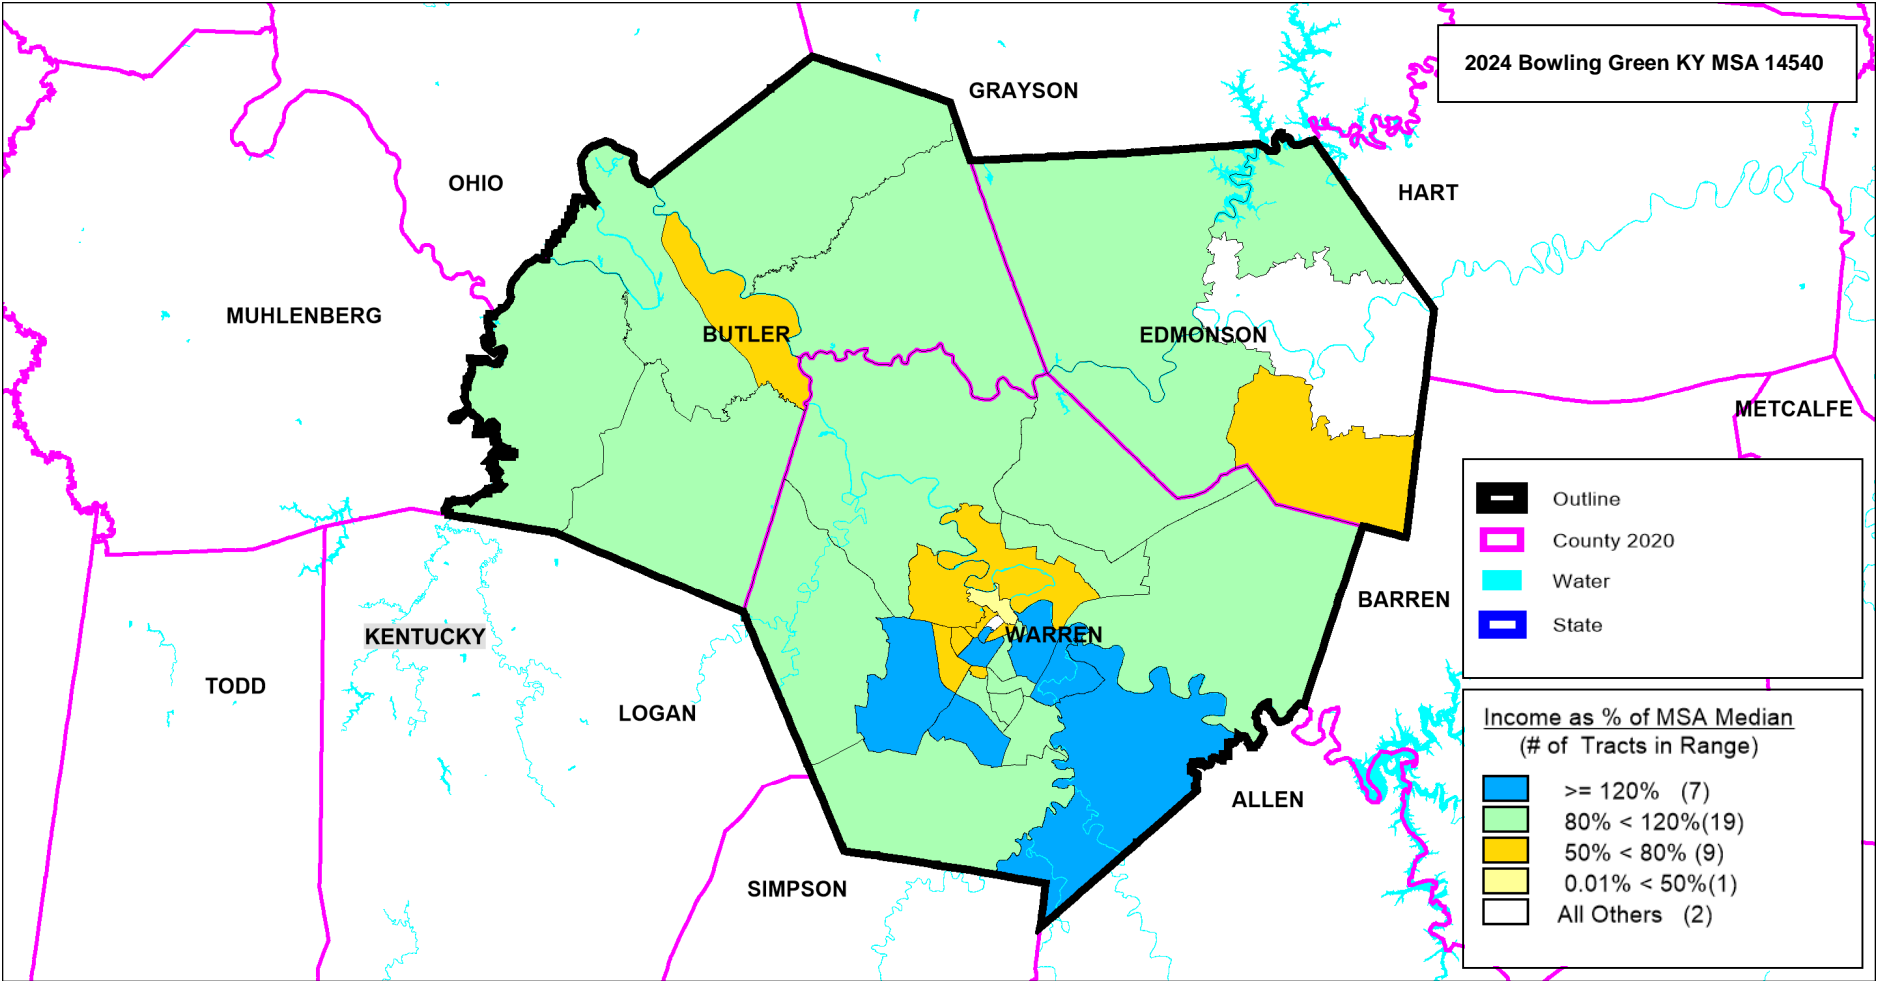 2024 Bowling Green KY MSA 14540
GRAYSON
OHIO
HART
MUHLENBERG
BUTLER
EDMONSON
METCALFE
Outline
County 2020
Water
State
BARREN
WARREN
KENTUCKY
TODD
LOGAN
ALLEN
SIMPSON
Income as % of MSA Median
(# of Tracts in Range)
>= 120% (7)
80% < 120%(19)
50% < 80% (9)
0.01% < 50%(1)
All Others (2)